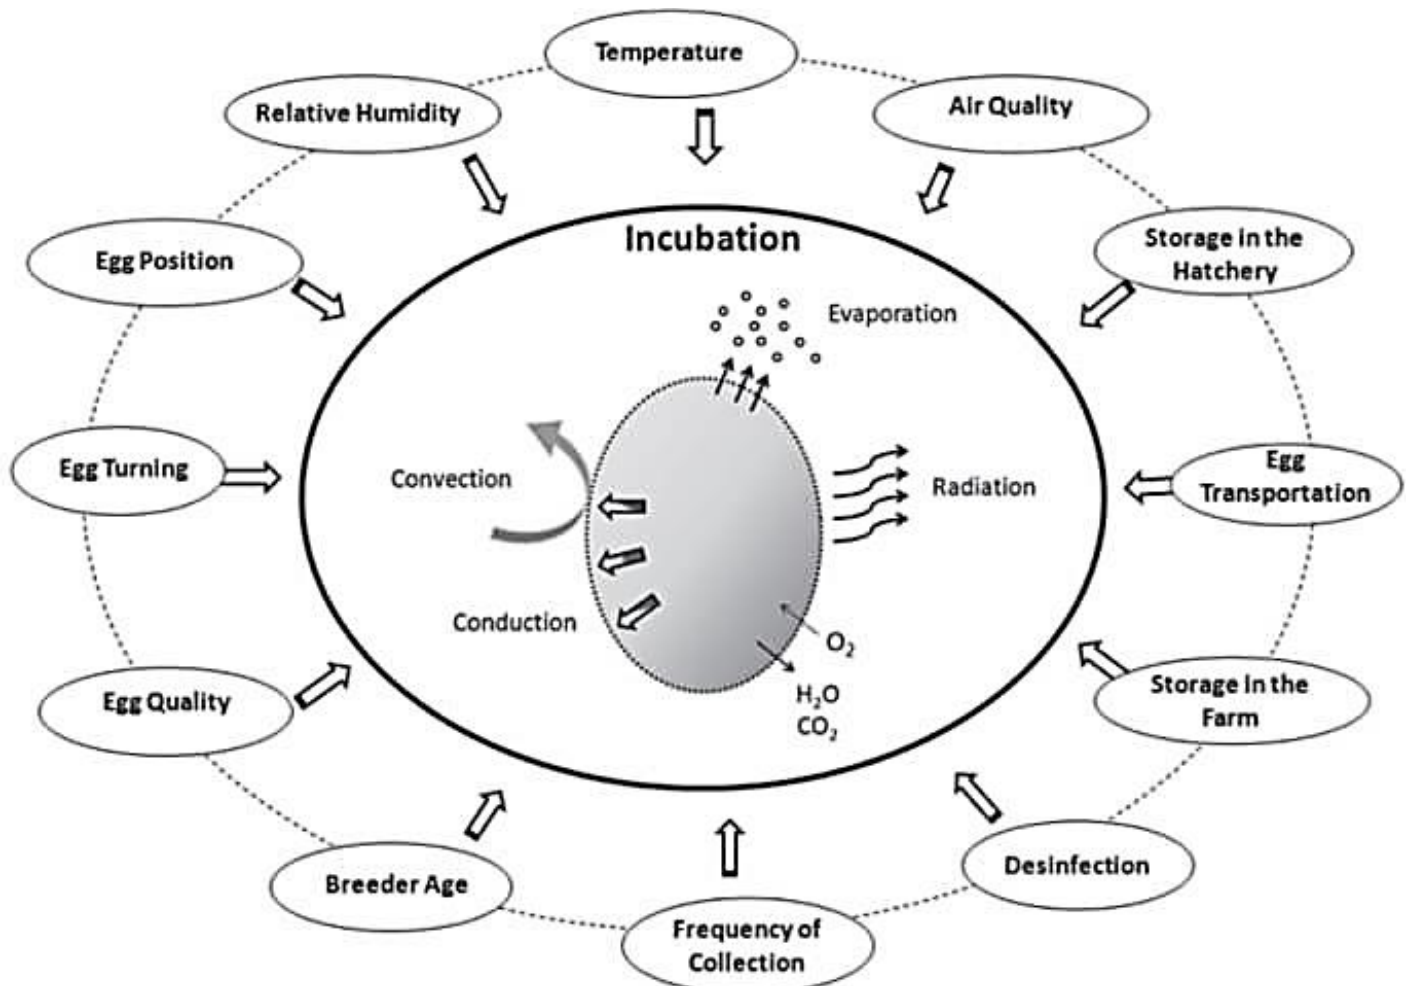 Temperature
Relative Humidity
Air Quality
Egg Position
Incubation
Storage in the
Hatchery
Evaporation
Egg Turning
Convection
Radiation
Egg
Transportation
Conduction
O₂
H₂O
CO₂
Egg Quality
Storage in the
Farm
Breeder Age
Desinfection
Frequency of
Collection